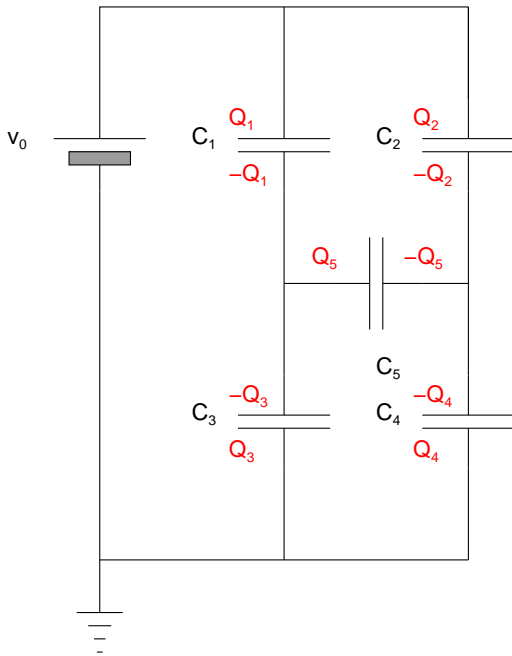 Q₁ Q₂
v₀ C₁ C₂
–Q₁ –Q₂
Q₅ –Q₅
C₅
–Q₃ –Q₄
C₃ C₄
Q₃ Q₄